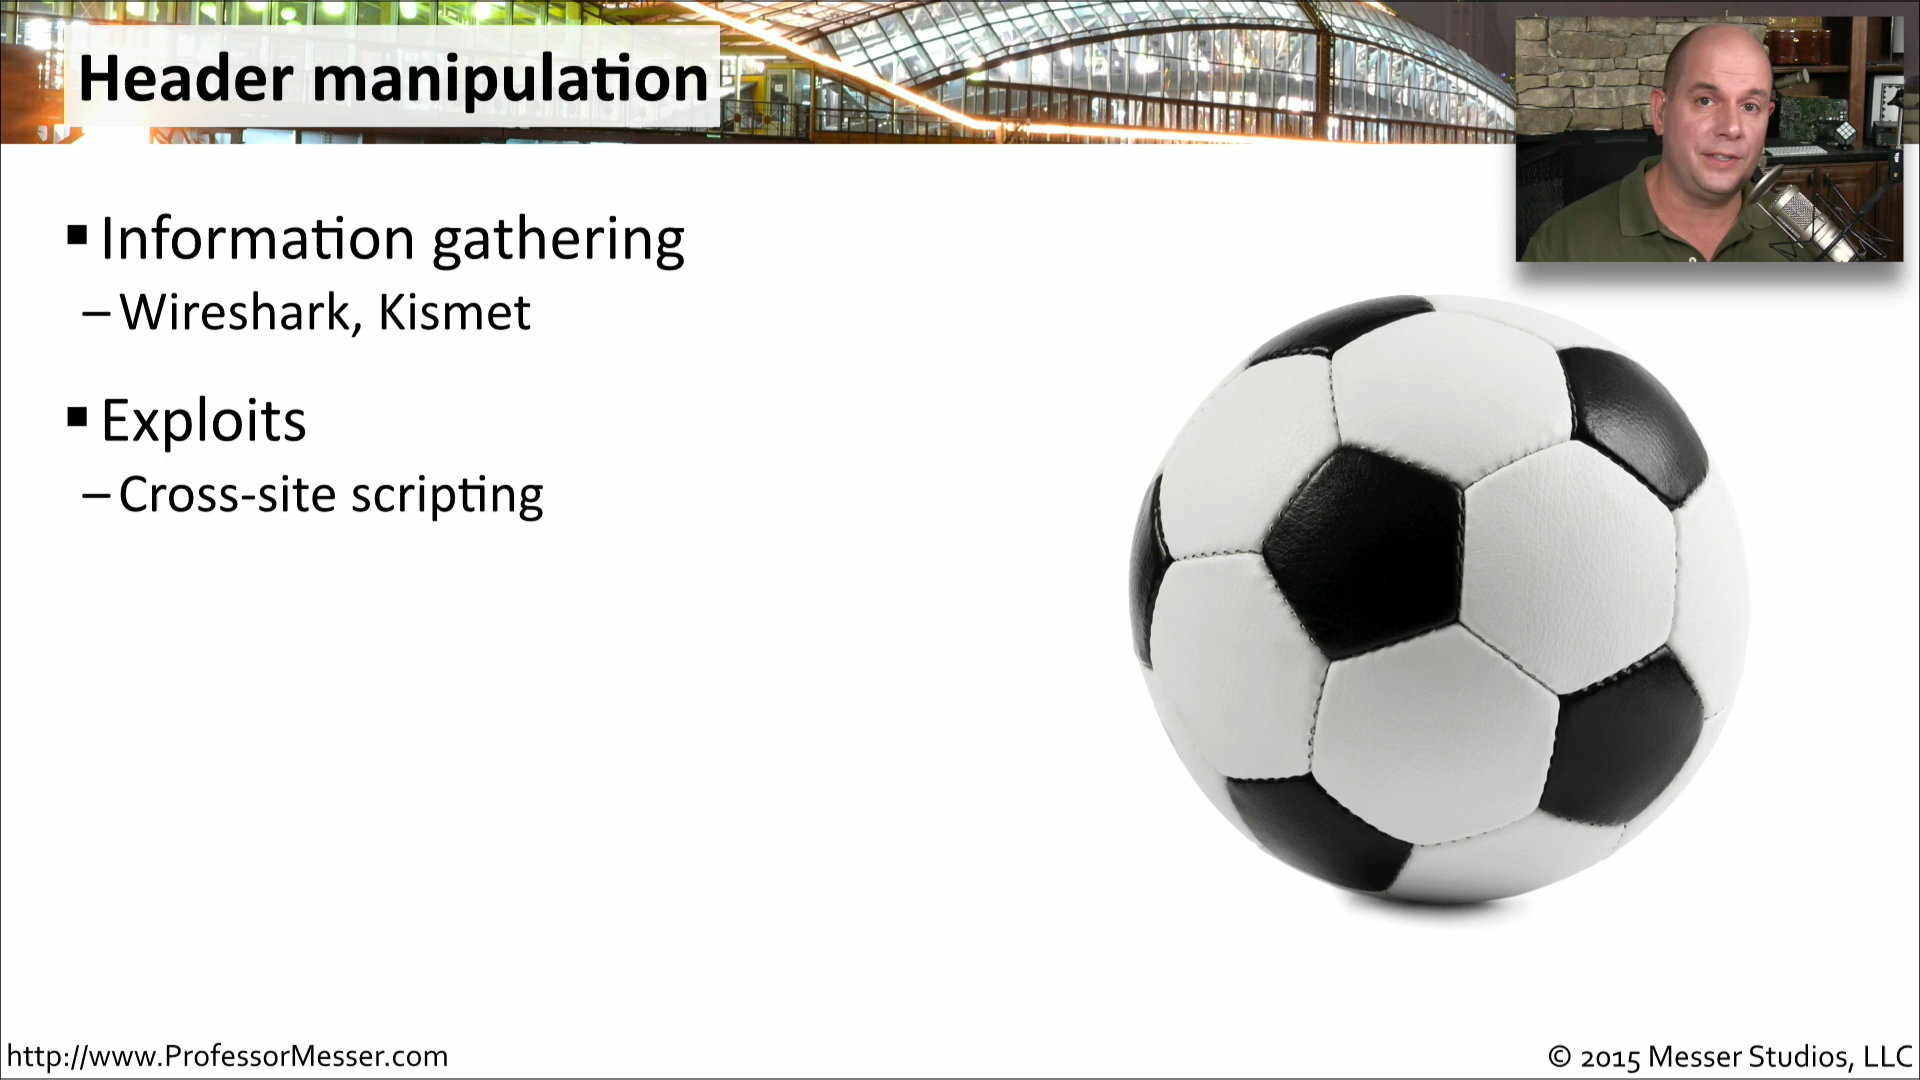 Header manipulation
▪ Information gathering
– Wireshark, Kismet
▪ Exploits
– Cross-site scripting
http://www.ProfessorMesser.com
© 2015 Messer Studios, LLC